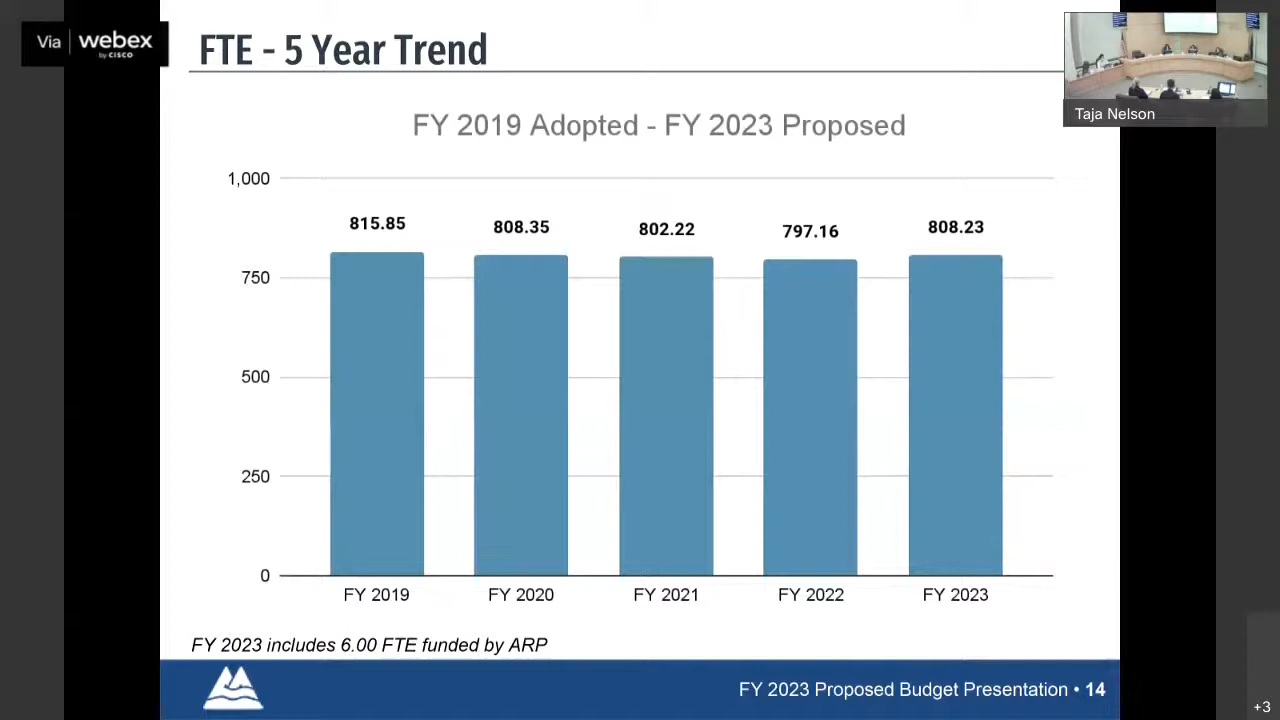 Via webex
by CISCO
FTE - 5 Year Trend
Taja Nelson
FY 2019 Adopted - FY 2023 Proposed
1,000
815.85
808.35
802.22
797.16
808.23
750
500
250
0
FY 2019
FY 2020
FY 2021
FY 2022
FY 2023
FY 2023 includes 6.00 FTE funded by ARP
FY 2023 Proposed Budget Presentation • 14
+3